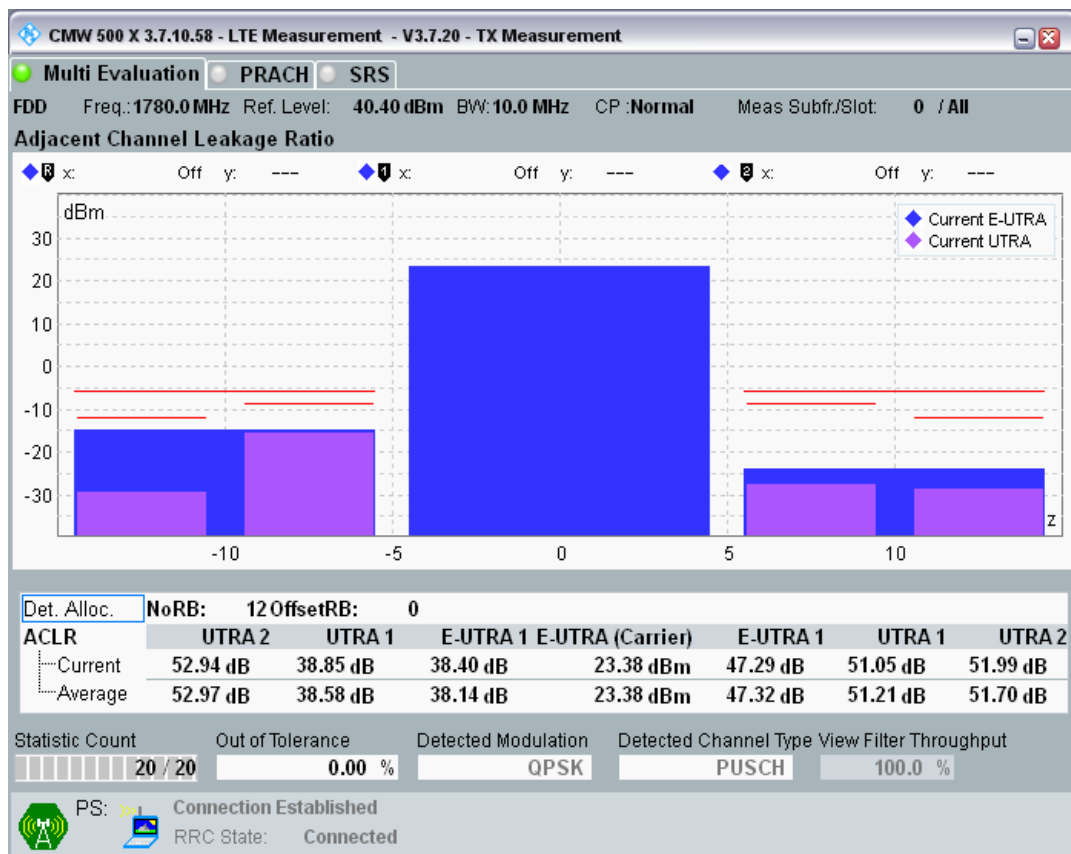 CMW 500 X 3.7.10.58 - LTE Measurement - V3.7.20 - TX Measurement
Multi Evaluation PRACH SRS
FDD Freq.:1780.0 MHz Ref. Level: 40.40 dBm BW:10.0 MHz CP :Normal Meas Subfr./Slot: 0 / All
Adjacent Channel Leakage Ratio
R x: Off y: --- 1 x: Off y: --- 2 x: Off y: ---
dBm
Current E-UTRA
Current UTRA
30
20
10
0
-10
-20
-30
z
-10 -5 0 5 10
Det. Alloc. NoRB: 12 OffsetRB: 0
ACLR UTRA 2 UTRA 1 E-UTRA 1 E-UTRA (Carrier) E-UTRA 1 UTRA 1 UTRA 2
Current 52.94 dB 38.85 dB 38.40 dB 23.38 dBm 47.29 dB 51.05 dB 51.99 dB
Average 52.97 dB 38.58 dB 38.14 dB 23.38 dBm 47.32 dB 51.21 dB 51.70 dB
Statistic Count Out of Tolerance Detected Modulation Detected Channel Type View Filter Throughput
20 / 20 0.00 % QPSK PUSCH 100.0 %
PS: Connection Established
RRC State: Connected